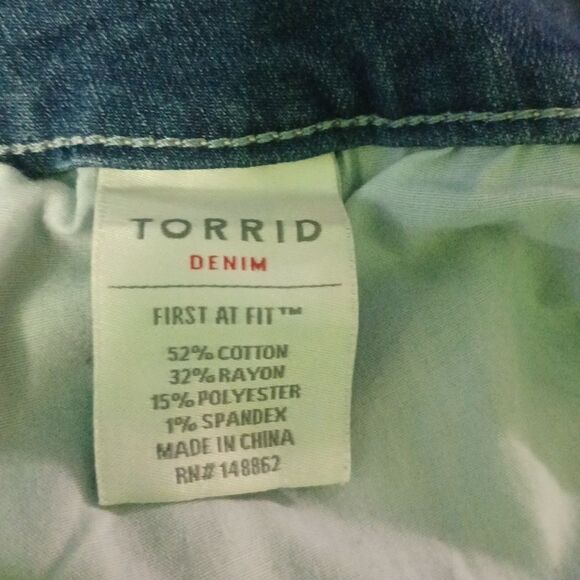 TORRID
DENIM
FIRST AT FIT™
52% COTTON
32% RAYON
15% POLYESTER
1% SPANDEX
MADE IN CHINA
RN# 148862